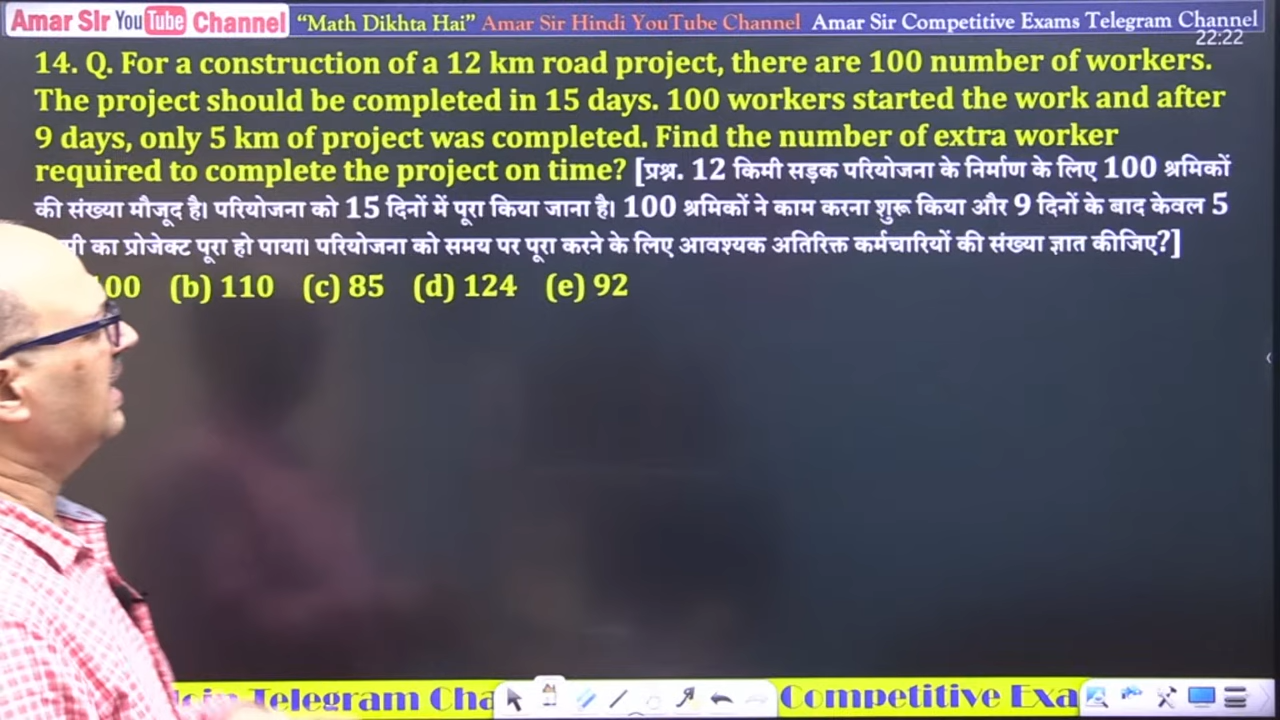 Amar SIr YouTube Channel “Math Dikhta Hai” Amar Sir Hindi YouTube Channel Amar Sir Competitive Exams Telegram Channel
22:22
14. Q. For a construction of a 12 km road project, there are 100 number of workers.
The project should be completed in 15 days. 100 workers started the work and after
9 days, only 5 km of project was completed. Find the number of extra worker
required to complete the project on time? [प्रश्न. 12 किमी सड़क परियोजना के निर्माण के लिए 100 श्रमिकों
की संख्या मौजूद है। परियोजना को 15 दिनों में पूरा किया जाना है। 100 श्रमिकों ने काम करना शुरू किया और 9 दिनों के बाद केवल 5
का प्रोजेक्ट पूरा हो पाया। परियोजना को समय पर पूरा करने के लिए आवश्यक अतिरिक्त कर्मचारियों की संख्या ज्ञात कीजिए?]
00 (b) 110 (c) 85 (d) 124 (e) 92
Join Telegram Cha Competitive Exa